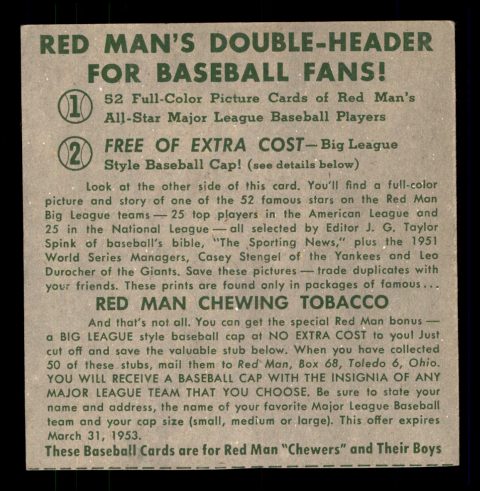 RED MAN'S DOUBLE-HEADER
FOR BASEBALL FANS!
1 52 Full-Color Picture Cards of Red Man's
All-Star Major League Baseball Players
2 FREE OF EXTRA COST—Big League
Style Baseball Cap! (see details below)
Look at the other side of this card. You'll find a full-color
picture and story of one of the 52 famous stars on the Red Man
Big League teams — 25 top players in the American League and
25 in the National League — all selected by Editor J. G. Taylor
Spink of baseball's bible, "The Sporting News," plus the 1951
World Series Managers, Casey Stengel of the Yankees and Leo
Durocher of the Giants. Save these pictures — trade duplicates with
your friends. These prints are found only in packages of famous...
RED MAN CHEWING TOBACCO
And that's not all. You can get the special Red Man bonus —
a BIG LEAGUE style baseball cap at NO EXTRA COST to you! Just
cut off and save the valuable stub below. When you have collected
50 of these stubs, mail them to Red Man, Box 68, Toledo 6, Ohio.
YOU WILL RECEIVE A BASEBALL CAP WITH THE INSIGNIA OF ANY
MAJOR LEAGUE TEAM THAT YOU CHOOSE. Be sure to state your
name and address, the name of your favorite Major League Baseball
team and your cap size (small, medium or large). This offer expires
March 31, 1953.
These Baseball Cards are for Red Man "Chewers" and Their Boys